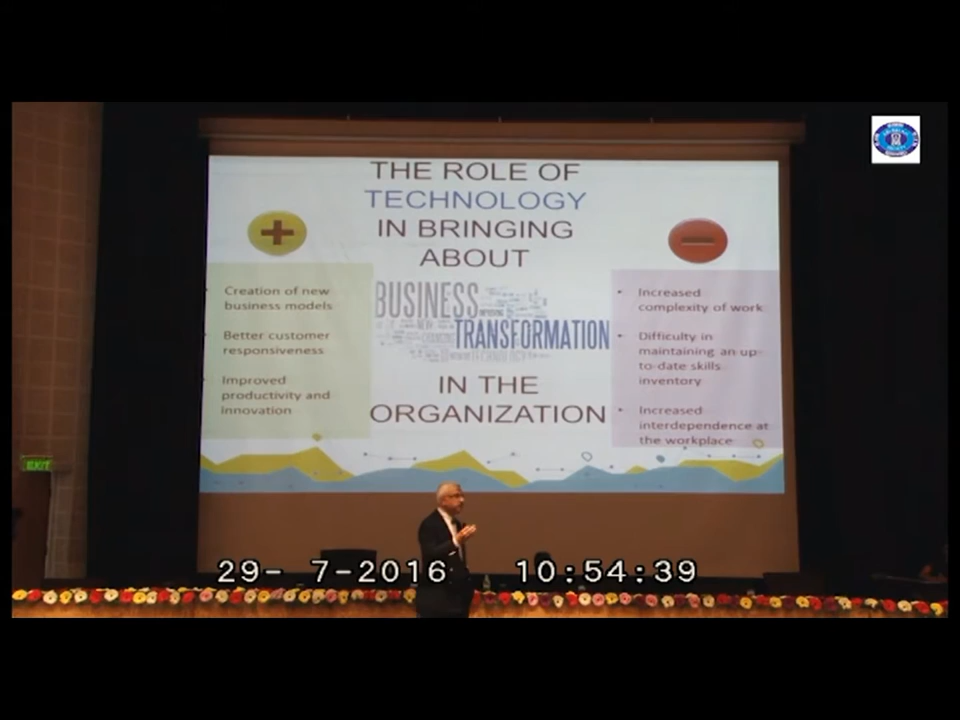 THE ROLE OF
TECHNOLOGY
IN BRINGING
ABOUT
BUSINESS
TRANSFORMATION
IN THE
ORGANIZATION
Creation of new
business models
Better customer
responsiveness
Improved
productivity and
innovation
• Increased
complexity of work
• Difficulty in
maintaining an up-
to-date skills
inventory
• Increased
interdependence at
the workplace
EXIT
29- 7-2016 10:54:39